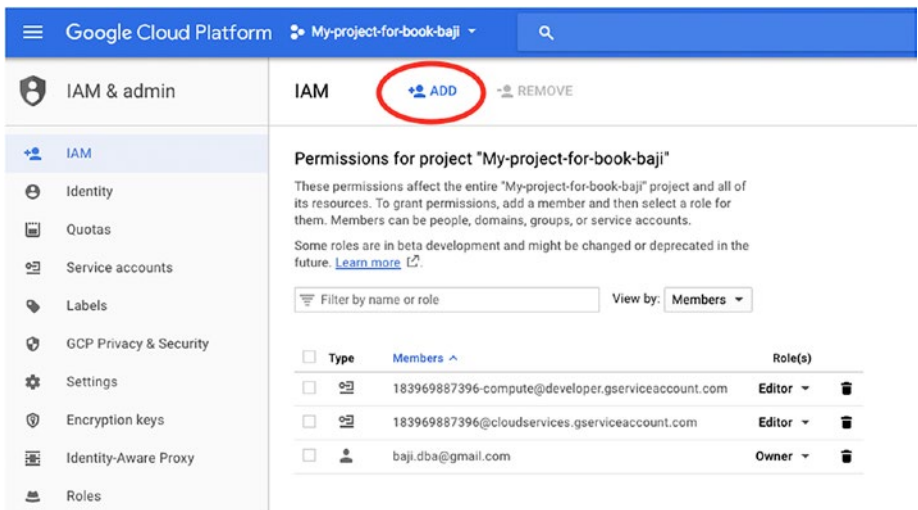 Google Cloud Platform My-project-for-book-baji
IAM & admin
IAM ADD REMOVE
IAM
Identity
Quotas
Service accounts
Labels
GCP Privacy & Security
Settings
Encryption keys
Identity-Aware Proxy
Roles
Permissions for project "My-project-for-book-baji"
These permissions affect the entire "My-project-for-book-baji" project and all of
its resources. To grant permissions, add a member and then select a role for
them. Members can be people, domains, groups, or service accounts.
Some roles are in beta development and might be changed or deprecated in the
future. Learn more
Filter by name or role View by: Members
Type Members Role(s)
183969887396-compute@developer.gserviceaccount.com Editor
183969887396@cloudservices.gserviceaccount.com Editor
baji.dba@gmail.com Owner